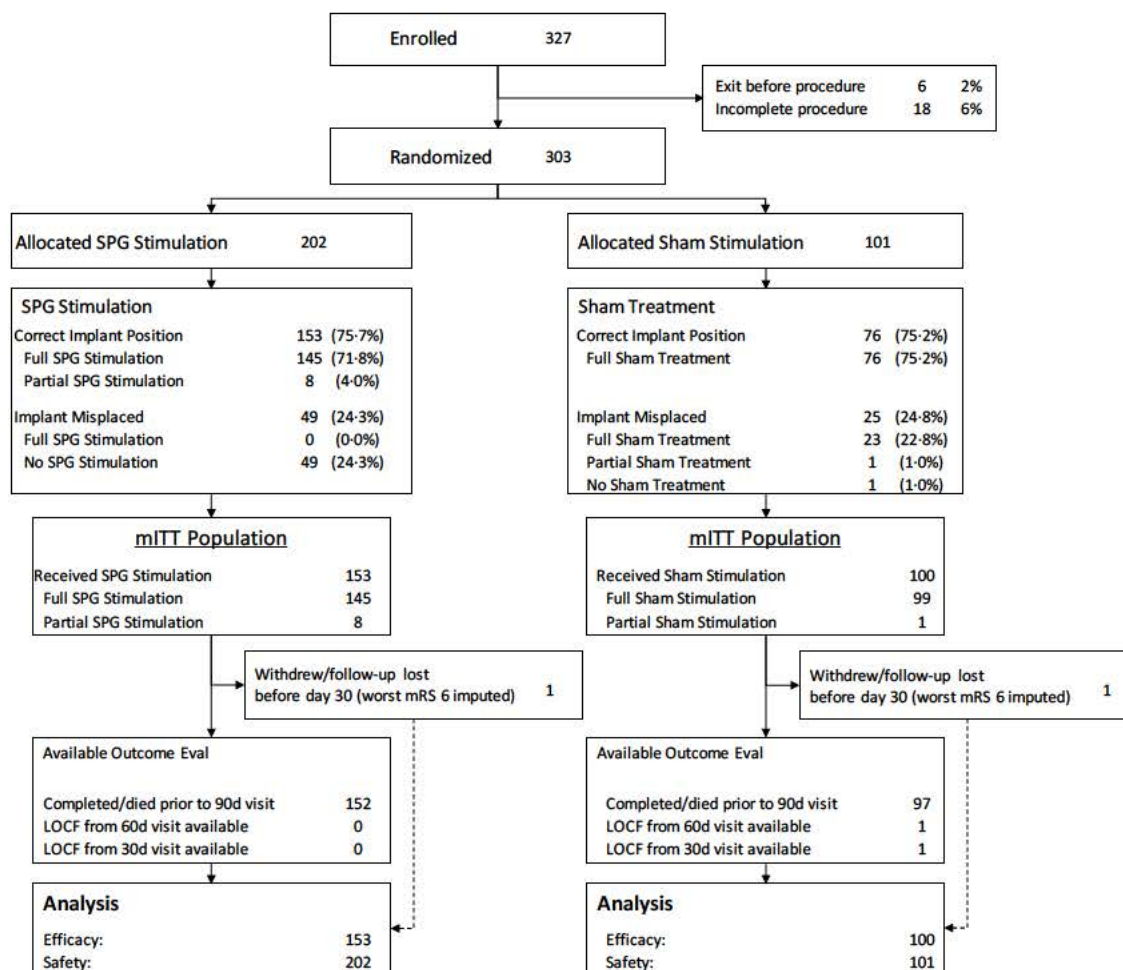 Enrolled 327
Exit before procedure 6 2%
Incomplete procedure 18 6%
Randomized 303
Allocated SPG Stimulation 202
Allocated Sham Stimulation 101
SPG Stimulation
Correct Implant Position 153 (75·7%)
Full SPG Stimulation 145 (71·8%)
Partial SPG Stimulation 8 (4·0%)
Implant Misplaced 49 (24·3%)
Full SPG Stimulation 0 (0·0%)
No SPG Stimulation 49 (24·3%)
Sham Treatment
Correct Implant Position 76 (75·2%)
Full Sham Treatment 76 (75·2%)
Implant Misplaced 25 (24·8%)
Full Sham Treatment 23 (22·8%)
Partial Sham Treatment 1 (1·0%)
No Sham Treatment 1 (1·0%)
mITT Population
Received SPG Stimulation 153
Full SPG Stimulation 145
Partial SPG Stimulation 8
mITT Population
Received Sham Stimulation 100
Full Sham Stimulation 99
Partial Sham Stimulation 1
Withdrew/follow-up lost
before day 30 (worst mRS 6 imputed) 1
Withdrew/follow-up lost
before day 30 (worst mRS 6 imputed) 1
Available Outcome Eval
Completed/died prior to 90d visit 152
LOCF from 60d visit available 0
LOCF from 30d visit available 0
Available Outcome Eval
Completed/died prior to 90d visit 97
LOCF from 60d visit available 1
LOCF from 30d visit available 1
Analysis
Efficacy: 153
Safety: 202
Analysis
Efficacy: 100
Safety: 101